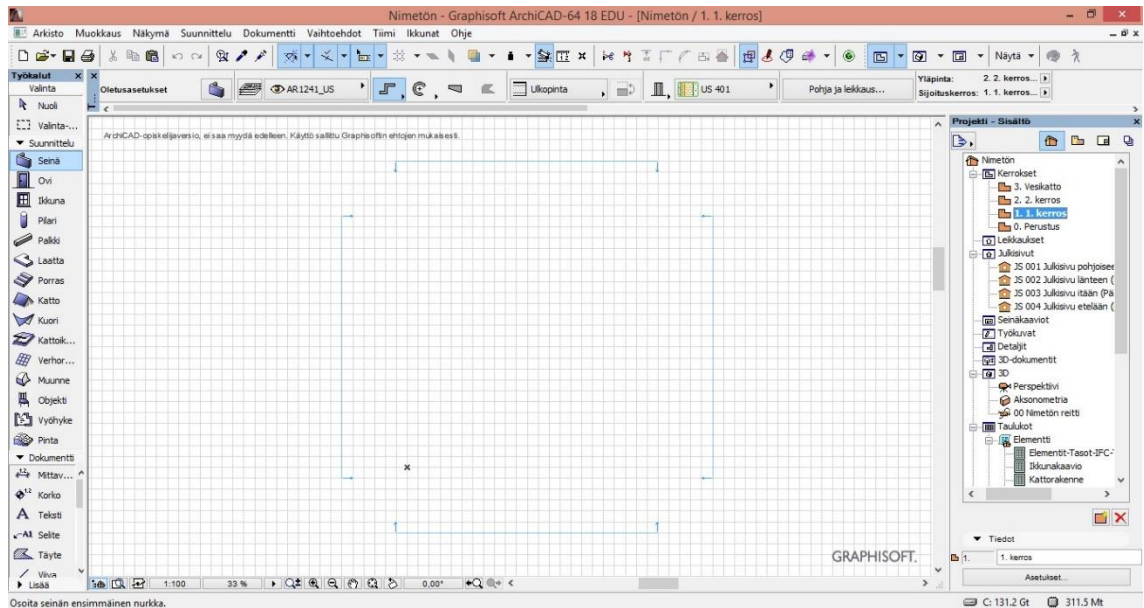 Nimetön - Graphisoft ArchiCAD-64 18 EDU - [Nimetön / 1. 1. kerros]
Arkisto Muokkaus Näkymä Suunnittelu Dokumentti Vaihtoehdot Tiimi Ikkunat Ohje
Näytä
Työkalut
Valinta
Nuoli
Valinta-...
Suunnittelu
Seinä
Ovi
Ikkuna
Pilari
Palkki
Laatta
Porras
Katto
Kuori
Kattoik...
Verhor...
Muunne
Objekti
Vyöhyke
Pinta
Dokumentti
Mittav...
Korko
Teksti
A1 Selite
Täyte
Viiva
Lisää
Oletusasetukset
AR1241_US
Ulkopinta
US 401
Pohja ja leikkaus...
Yläpinta: 2. 2. kerros...
Sijoituskerros: 1. 1. kerros...
ArchiCAD-opiskelijaversio, ei saa myydä edelleen. Käyttö sallittu Graphisoftin ehtojen mukaisesti.
GRAPHISOFT.
1:100 33 % 0,00°
Projekti - Sisältö
Nimetön
Kerrokset
3. Vesikatto
2. 2. kerros
1. 1. kerros
0. Perustus
Leikkaukset
Julkisivut
JS 001 Julkisivu pohjoisee
JS 002 Julkisivu länteen (
JS 003 Julkisivu itään (Pä
JS 004 Julkisivu etelään (
Seinäkaaviot
Työkuvat
Detaljit
3D-dokumentit
3D
Perspektiivi
Aksonometria
00 Nimetön reitti
Taulukot
Elementti
Elementit-Tasot-IFC-
Ikkunakaavio
Kattorakenne
Tiedot
1. 1. kerros
Asetukset...
Osoita seinän ensimmäinen nurkka.
C: 131.2 Gt 311.5 Mt